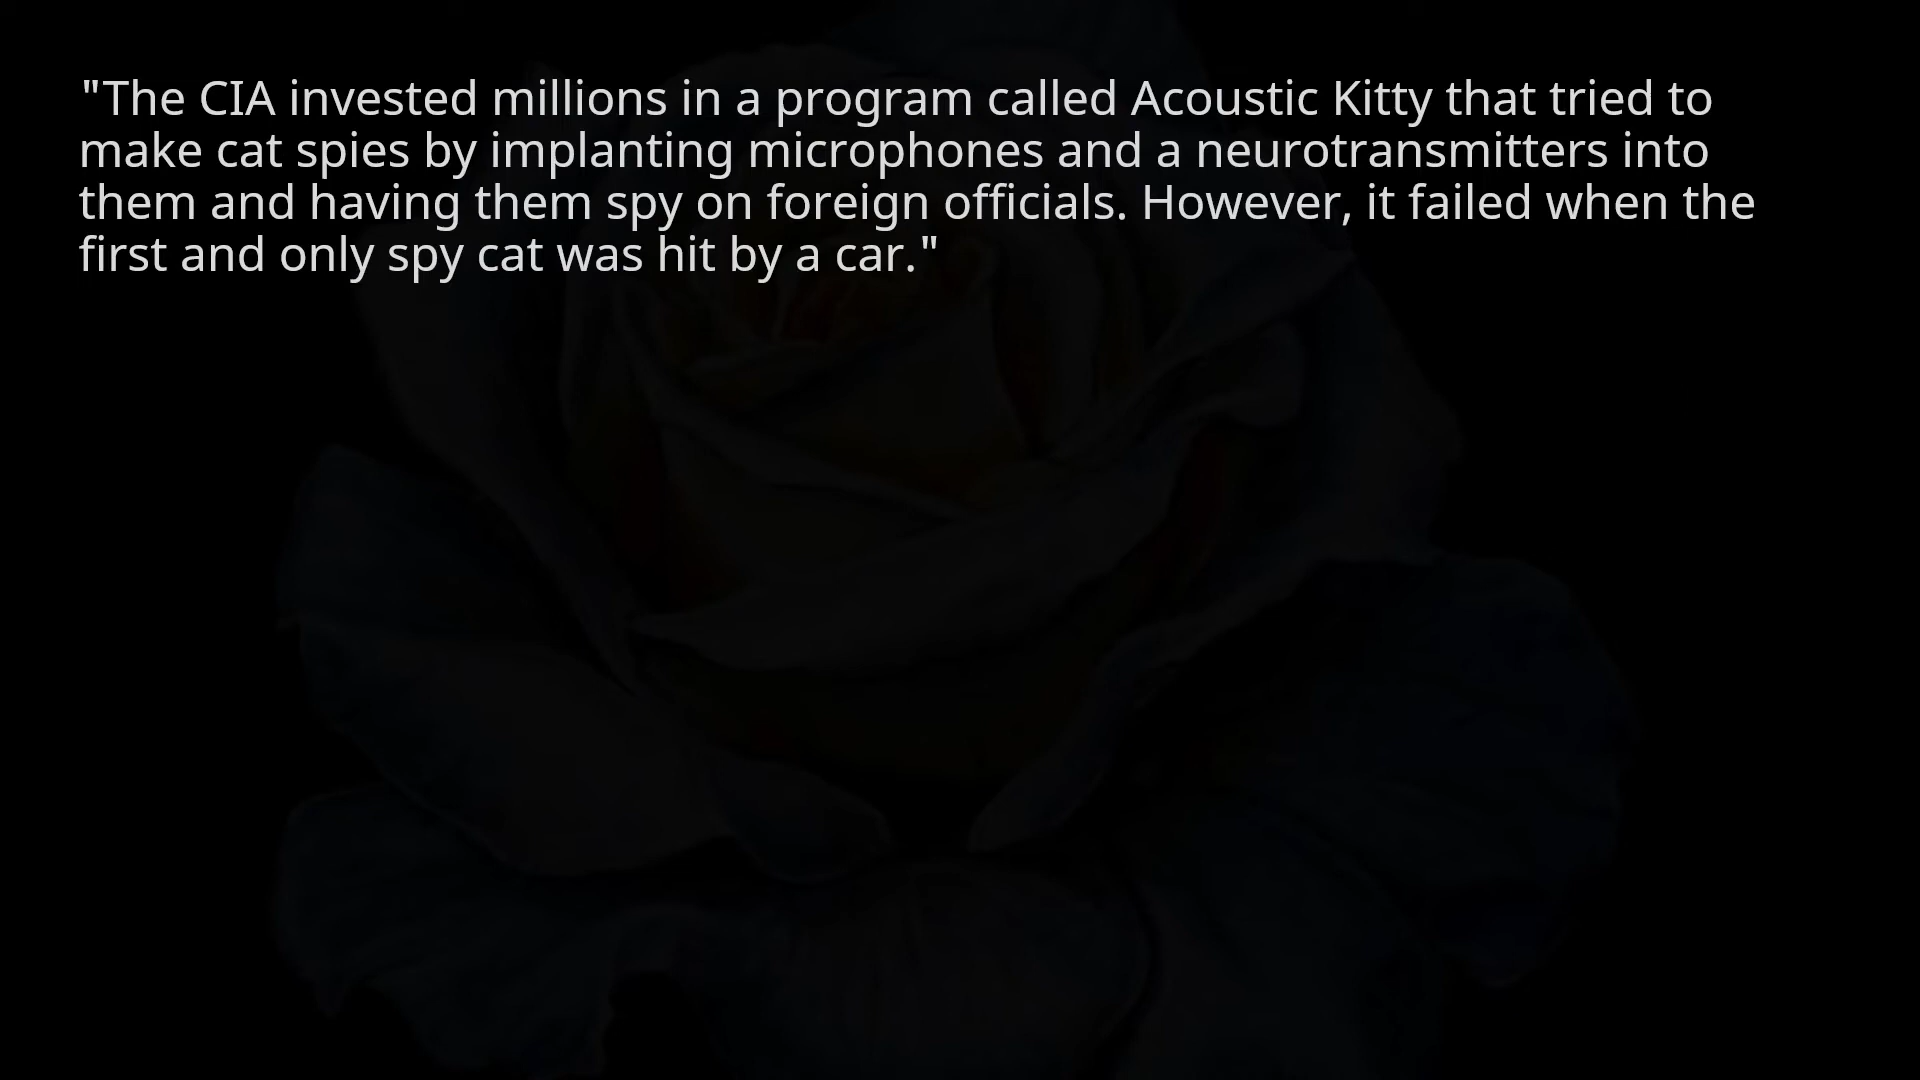 "The CIA invested millions in a program called Acoustic Kitty that tried to
make cat spies by implanting microphones and a neurotransmitters into
them and having them spy on foreign officials. However, it failed when the
first and only spy cat was hit by a car."